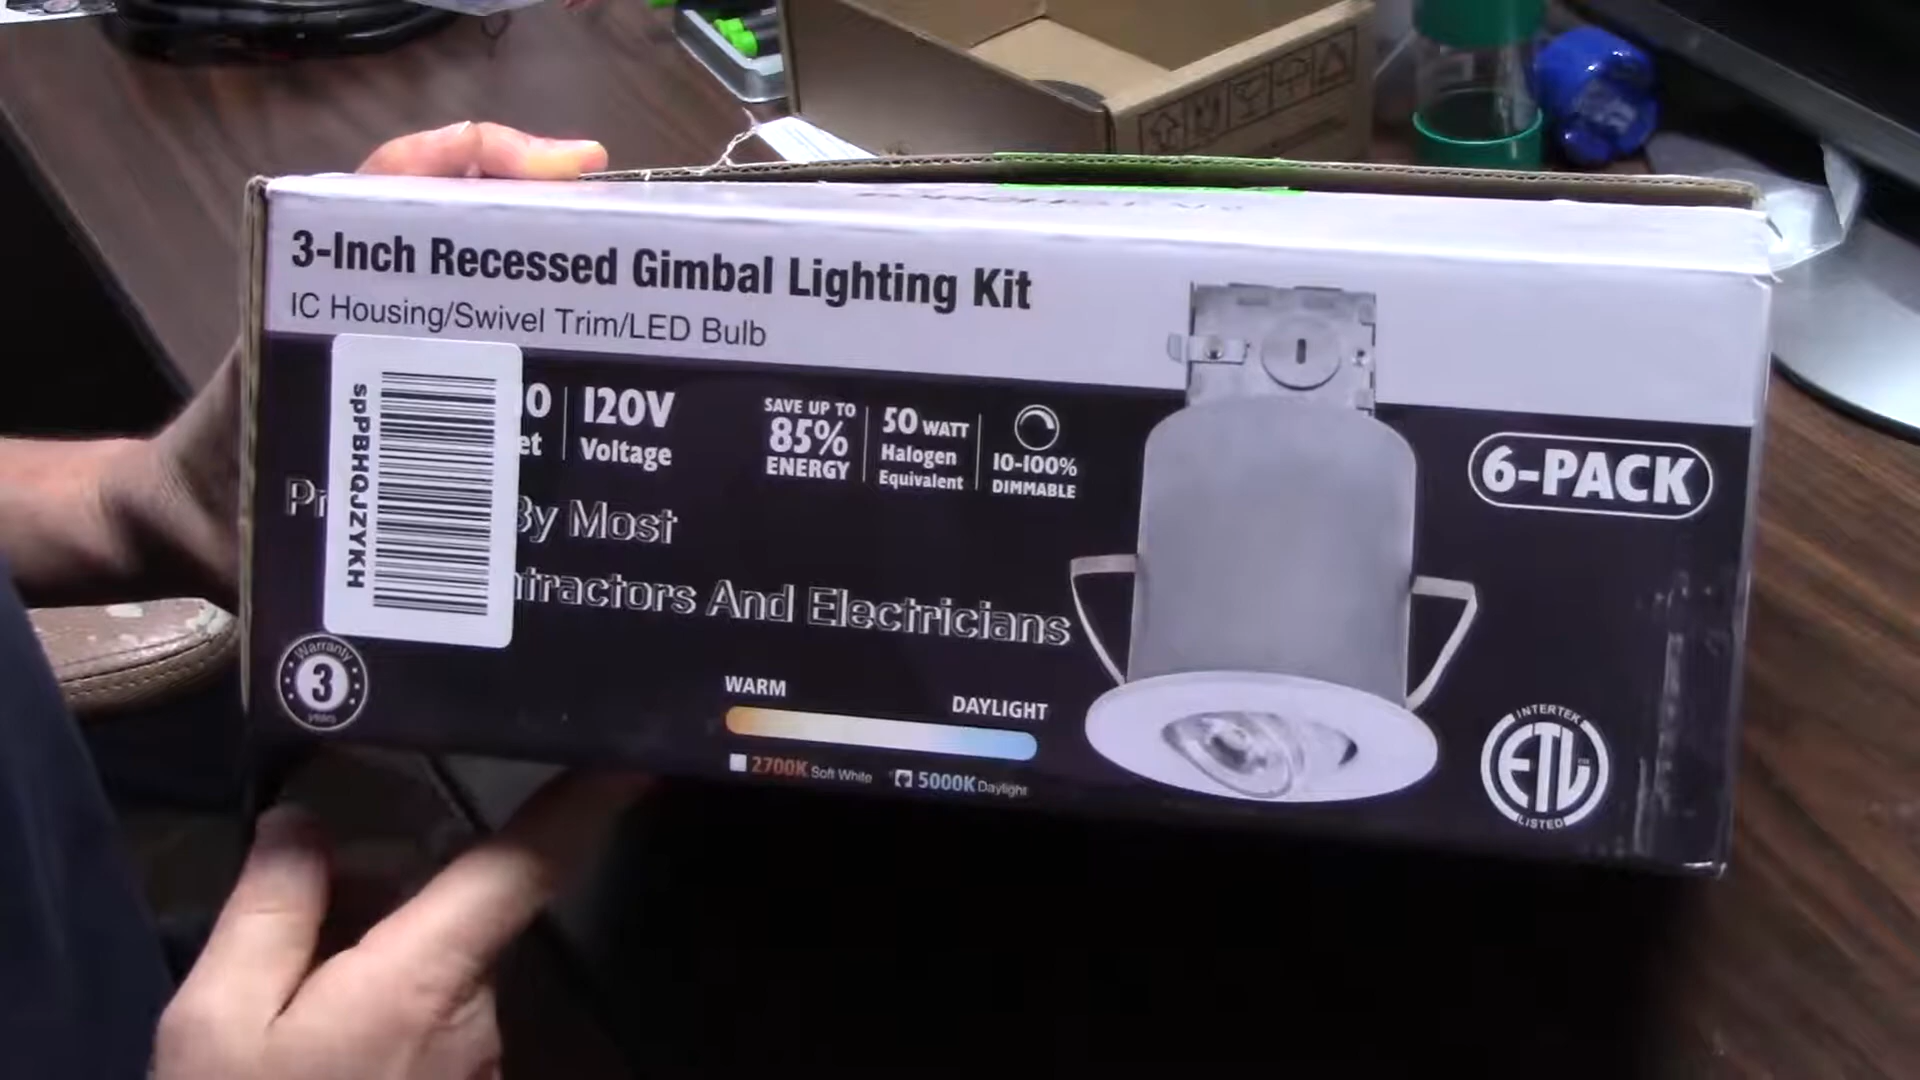 3-Inch Recessed Gimbal Lighting Kit
IC Housing/Swivel Trim/LED Bulb
120V
Voltage
SAVE UP TO
85%
ENERGY
50 WATT
Halogen
Equivalent
10-100%
DIMMABLE
6-PACK
spPBHQJZYKH
By Most
And Electricians
Warranty
3
years
WARM
DAYLIGHT
2700K Soft White
5000K Daylight
INTERTEK
ETL
LISTED